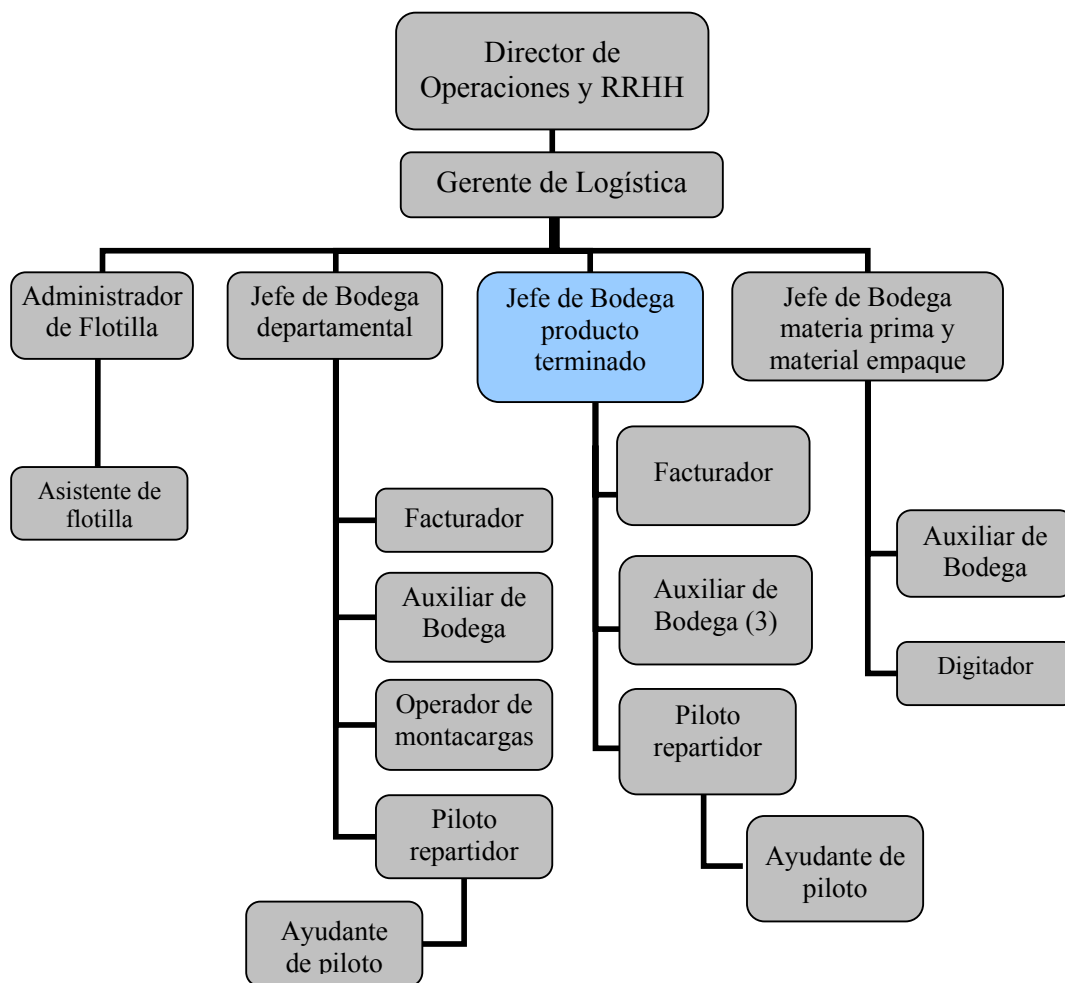 Director de
Operaciones y RRHH
Gerente de Logística
Administrador
de Flotilla
Jefe de Bodega
departamental
Jefe de Bodega
producto
terminado
Jefe de Bodega
materia prima y
material empaque
Asistente de
flotilla
Facturador
Auxiliar de
Bodega
Operador de
montacargas
Piloto
repartidor
Ayudante
de piloto
Facturador
Auxiliar de
Bodega (3)
Piloto
repartidor
Ayudante de
piloto
Auxiliar de
Bodega
Digitador